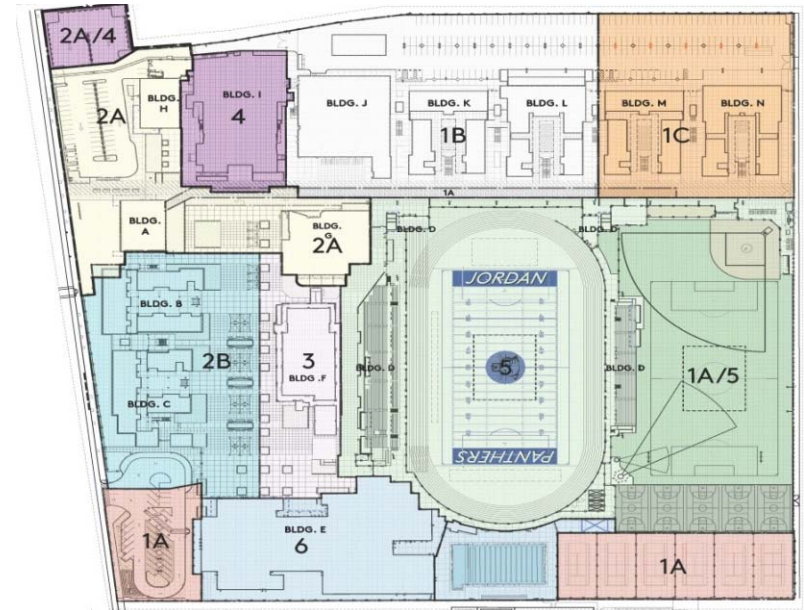 2A/4
2A
BLDG.
H
BLDG. I
4
BLDG. J
BLDG. K
1B
BLDG. L
BLDG. M
1C
BLDG. N
1A
BLDG.
A
BLDG.
G
2A
BLDG. D
BLDG. D
JORDAN
BLDG. B
2B
BLDG. C
3
BLDG .F
BLDG. D
5
BLDG. D
1A/5
PANTHERS
1A
BLDG. E
6
1A